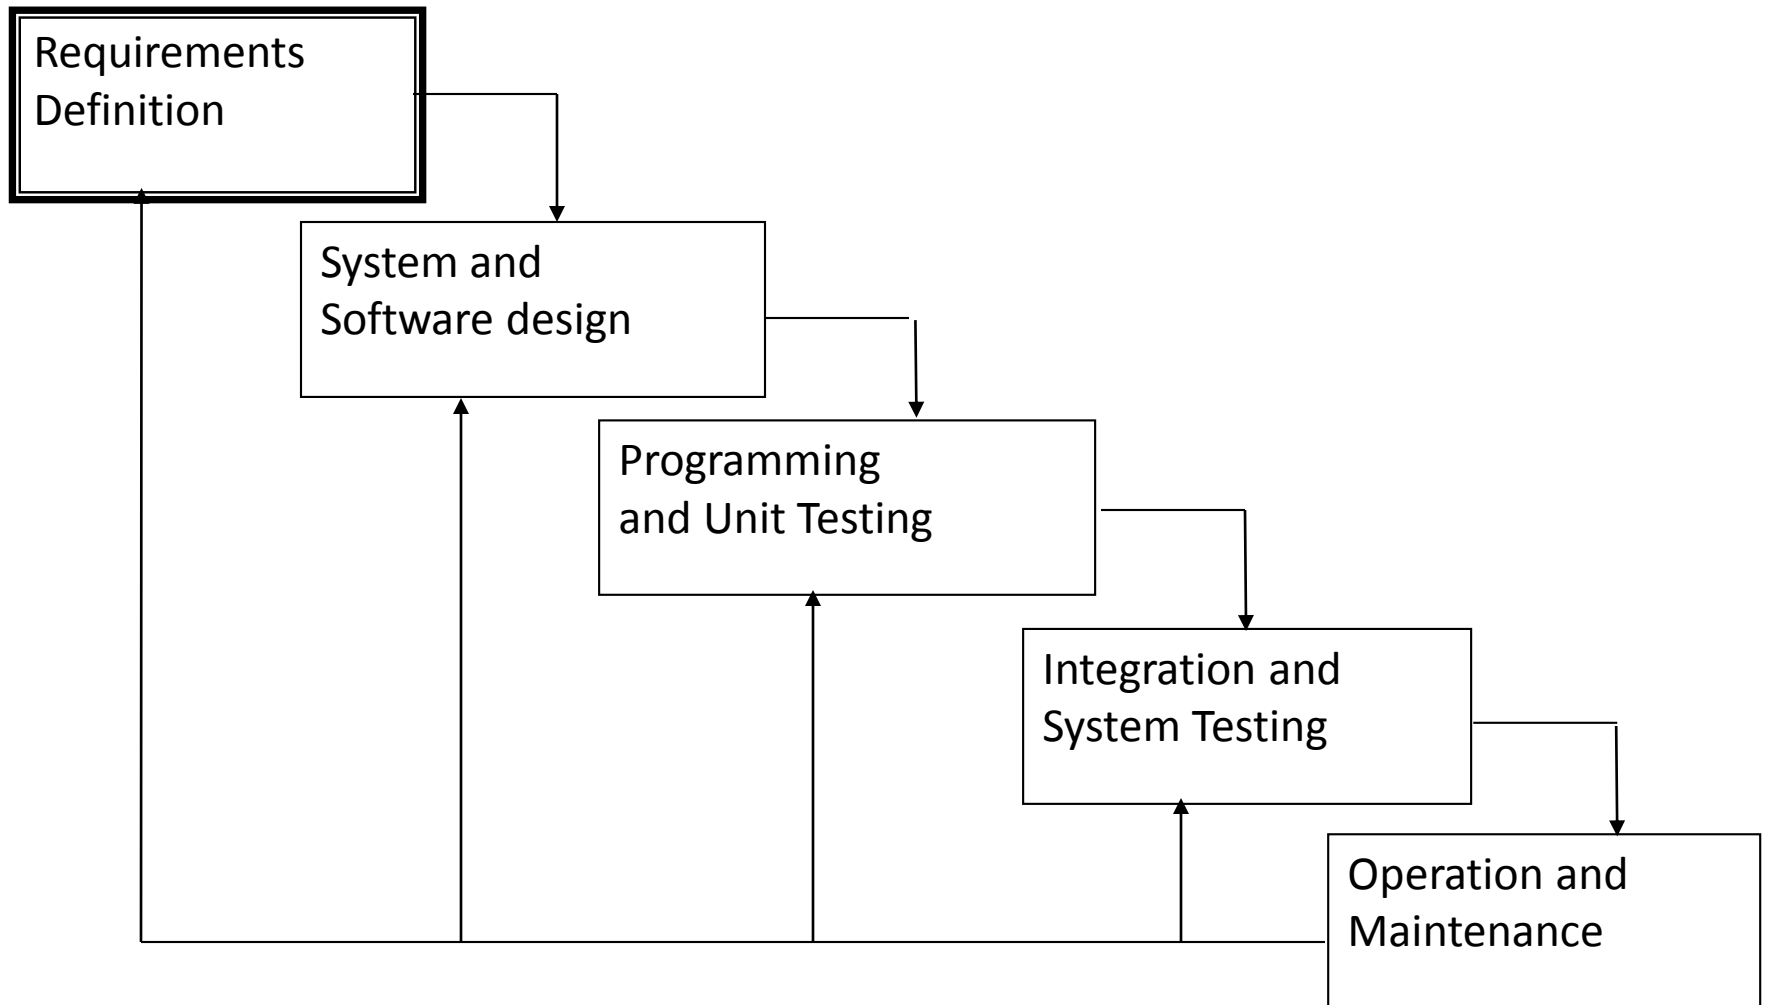 Requirements
Definition
System and
Software design
Programming
and Unit Testing
Integration and
System Testing
Operation and
Maintenance